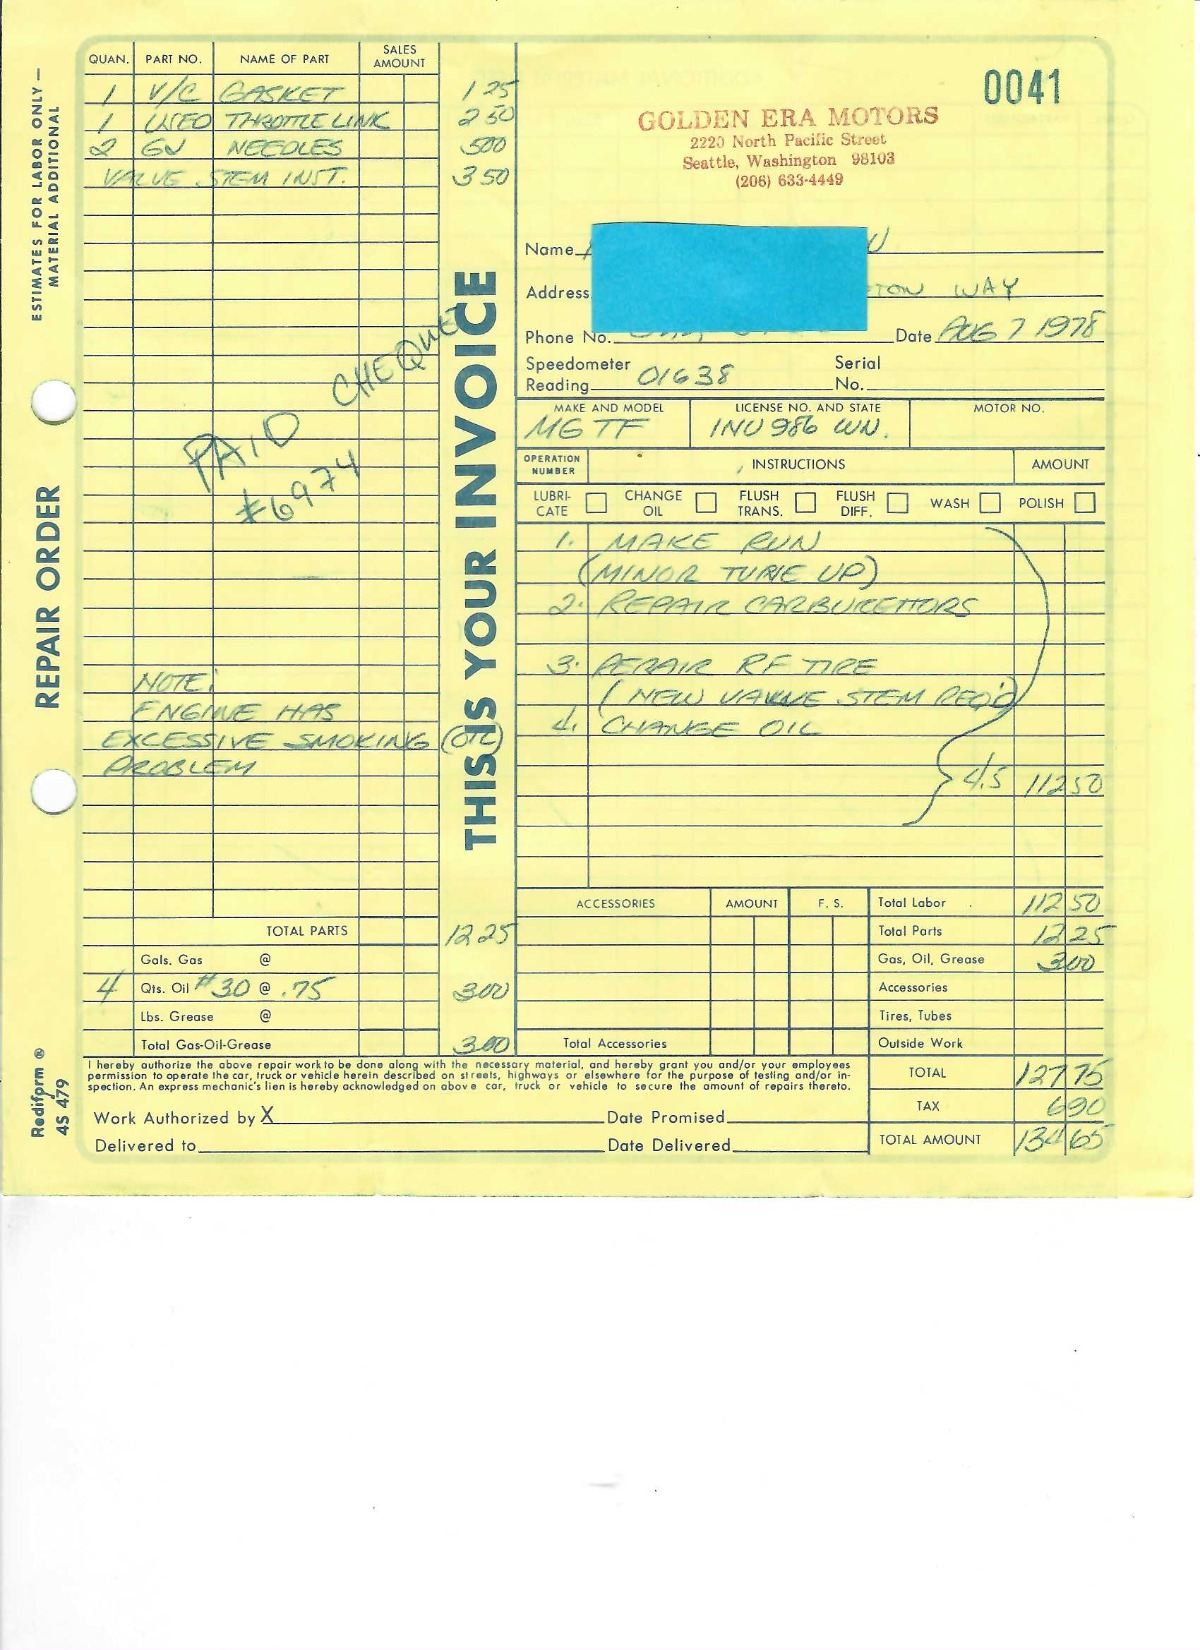 ESTIMATES FOR LABOR ONLY —
MATERIAL ADDITIONAL
REPAIR ORDER
Rediform ®
4S 479
QUAN. PART NO. NAME OF PART SALES AMOUNT
1 V/C GASKET 1 25
1 USED THROTTLE LINK 2 50
2 GJ NEEDLES 5 00
VALVE STEM INST. 3 50
PAID CHEQUE
#6974
NOTE:
ENGINE HAS
EXCESSIVE SMOKING (OIL)
PROBLEM
TOTAL PARTS 12 25
Gals. Gas @
4 Qts. Oil #30 @ .75 3 00
Lbs. Grease @
Total Gas-Oil-Grease 3 00
THIS IS YOUR INVOICE
0041
GOLDEN ERA MOTORS
2220 North Pacific Street
Seattle, Washington 98103
(206) 633-4449
Name
Address WAY
Phone No. Date AUG 7 1978
Speedometer Reading 01638 Serial No.
MAKE AND MODEL LICENSE NO. AND STATE MOTOR NO.
MG TF INU 986 WN.
OPERATION NUMBER INSTRUCTIONS AMOUNT
LUBRI-CATE CHANGE OIL FLUSH TRANS. FLUSH DIFF. WASH POLISH
1. MAKE RUN
(MINOR TUNE UP)
2. REPAIR CARBURETTORS
3. REPAIR RF TIRE
(NEW VALVE STEM REQ'D)
4. CHANGE OIL
4.5 112 50
ACCESSORIES AMOUNT F. S.
Total Accessories
Total Labor 112 50
Total Parts 12 25
Gas, Oil, Grease 3 00
Accessories
Tires, Tubes
Outside Work
TOTAL 127 75
TAX 6 90
TOTAL AMOUNT 134 65
I hereby authorize the above repair work to be done along with the necessary material, and hereby grant you and/or your employees
permission to operate the car, truck or vehicle herein described on streets, highways or elsewhere for the purpose of testing and/or in-
spection. An express mechanic's lien is hereby acknowledged on above car, truck or vehicle to secure the amount of repairs thereto.
Work Authorized by X Date Promised
Delivered to Date Delivered